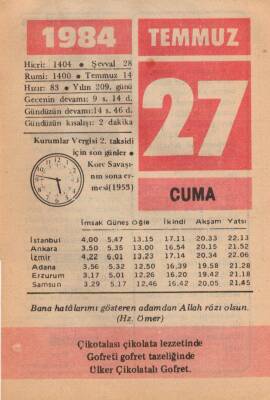 1984
TEMMUZ
27
CUMA
Hicri: 1404 • Şevval 28
Rumi: 1400 • Temmuz 14
Hızır: 83 • Yılın 209. günü
Gecenin devamı: 9 s. 14 d.
Gündüzün devamı: 14 s. 46 d.
Gündüzün kısalışı: 2 dakika
Kurumlar Vergisi 2. taksidi
için son günler •
Kore Savaşı-
nın sona er-
mesi (1953)
İmsak Güneş Öğle İkindi Akşam Yatsı
İstanbul 4,00 5,47 13.15 17.11 20.33 22.13
Ankara 3.50 5.35 13.00 16.54 20.15 21.52
İzmir 4,22 6,01 13.23 17.14 20.34 22.06
Adana 3,56 5.32 12.50 16.39 19.58 21.28
Erzurum 3.17 5.01 12.26 16.20 19.42 21.18
Samsun 3.29 5.17 12.46 16.42 20.05 21.45
Bana hatâlarımı gösteren adamdan Allah râzı olsun.
(Hz. Ömer)
Çikotalası çikolata lezzetinde
Gofreti gofret tazeliğinde
Ülker Çikolatalı Gofret.